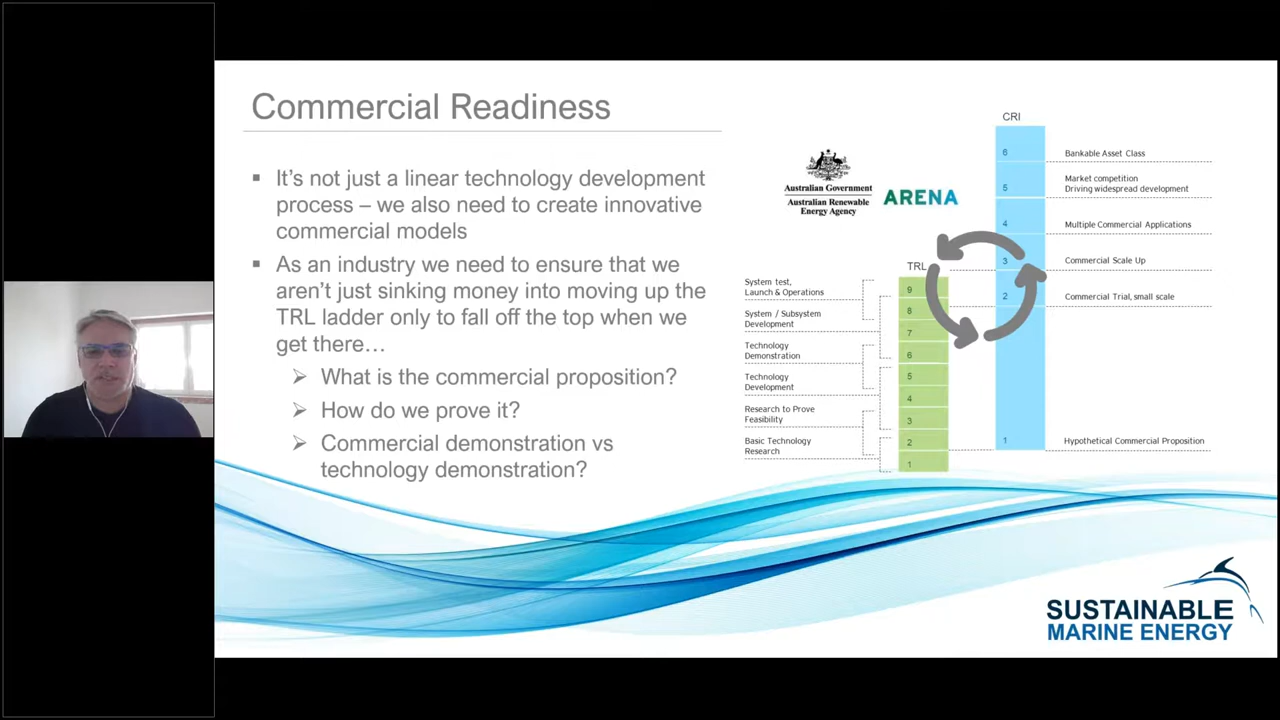 Commercial Readiness
It's not just a linear technology development
process – we also need to create innovative
commercial models
As an industry we need to ensure that we
aren't just sinking money into moving up the
TRL ladder only to fall off the top when we
get there…
What is the commercial proposition?
How do we prove it?
Commercial demonstration vs
technology demonstration?
Australian Government
Australian Renewable
Energy Agency
ARENA
TRL
System test,
Launch & Operations
System / Subsystem
Development
Technology
Demonstration
Technology
Development
Research to Prove
Feasibility
Basic Technology
Research
9
8
7
6
5
4
3
2
1
CRI
6
Bankable Asset Class
5
Market competition
Driving widespread development
4
Multiple Commercial Applications
3
Commercial Scale Up
2
Commercial Trial, small scale
1
Hypothetical Commercial Proposition
SUSTAINABLE
MARINE ENERGY